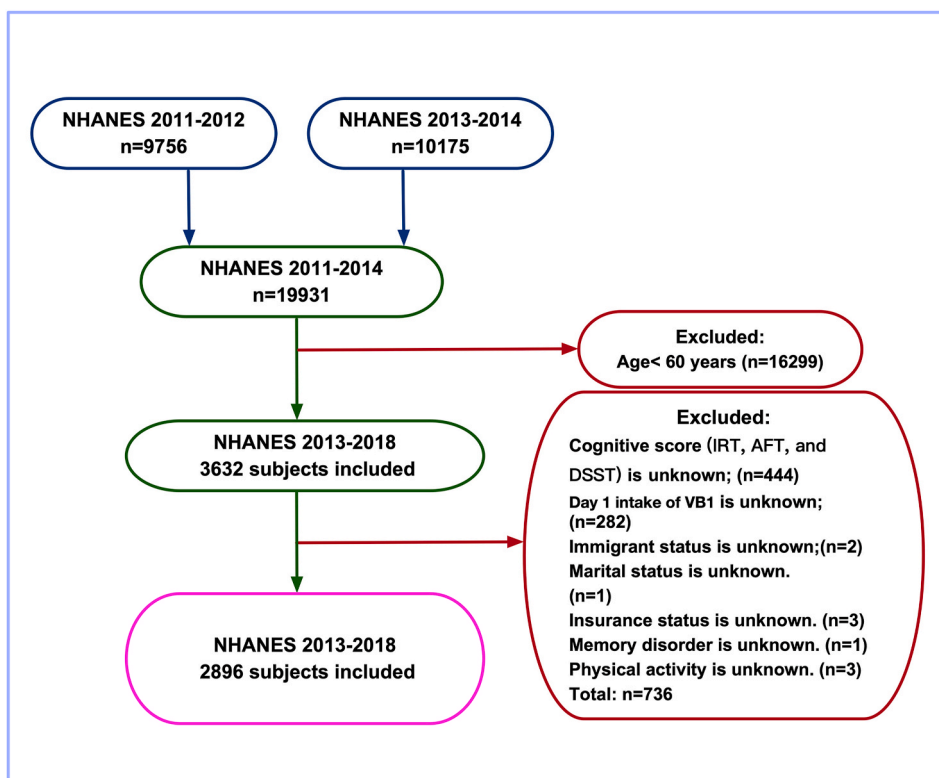 NHANES 2011-2012
n=9756
NHANES 2013-2014
n=10175
NHANES 2011-2014
n=19931
Excluded:
Age< 60 years (n=16299)
NHANES 2013-2018
3632 subjects included
Excluded:
Cognitive score (IRT, AFT, and
DSST) is unknown; (n=444)
Day 1 intake of VB1 is unknown;
(n=282)
Immigrant status is unknown;(n=2)
Marital status is unknown.
(n=1)
Insurance status is unknown. (n=3)
Memory disorder is unknown. (n=1)
Physical activity is unknown. (n=3)
Total: n=736
NHANES 2013-2018
2896 subjects included